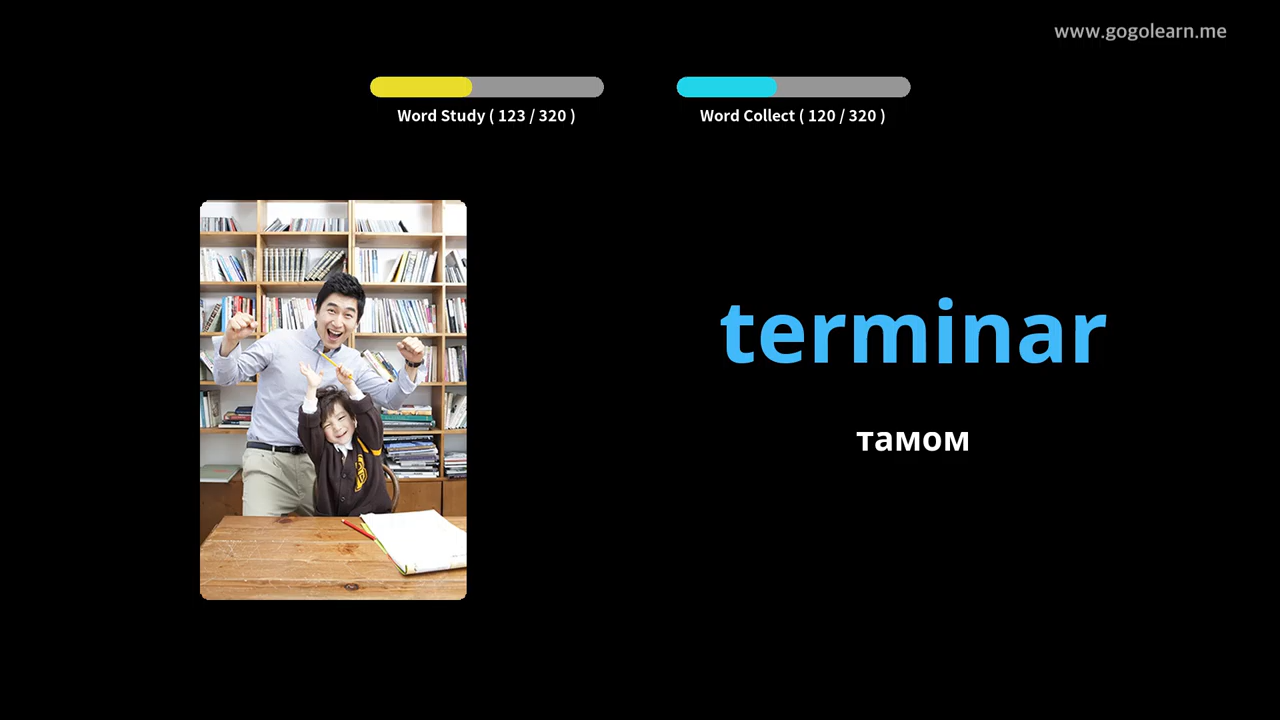 www.gogolearn.me
Word Study ( 123 / 320 )
Word Collect ( 120 / 320 )
terminar
тамом